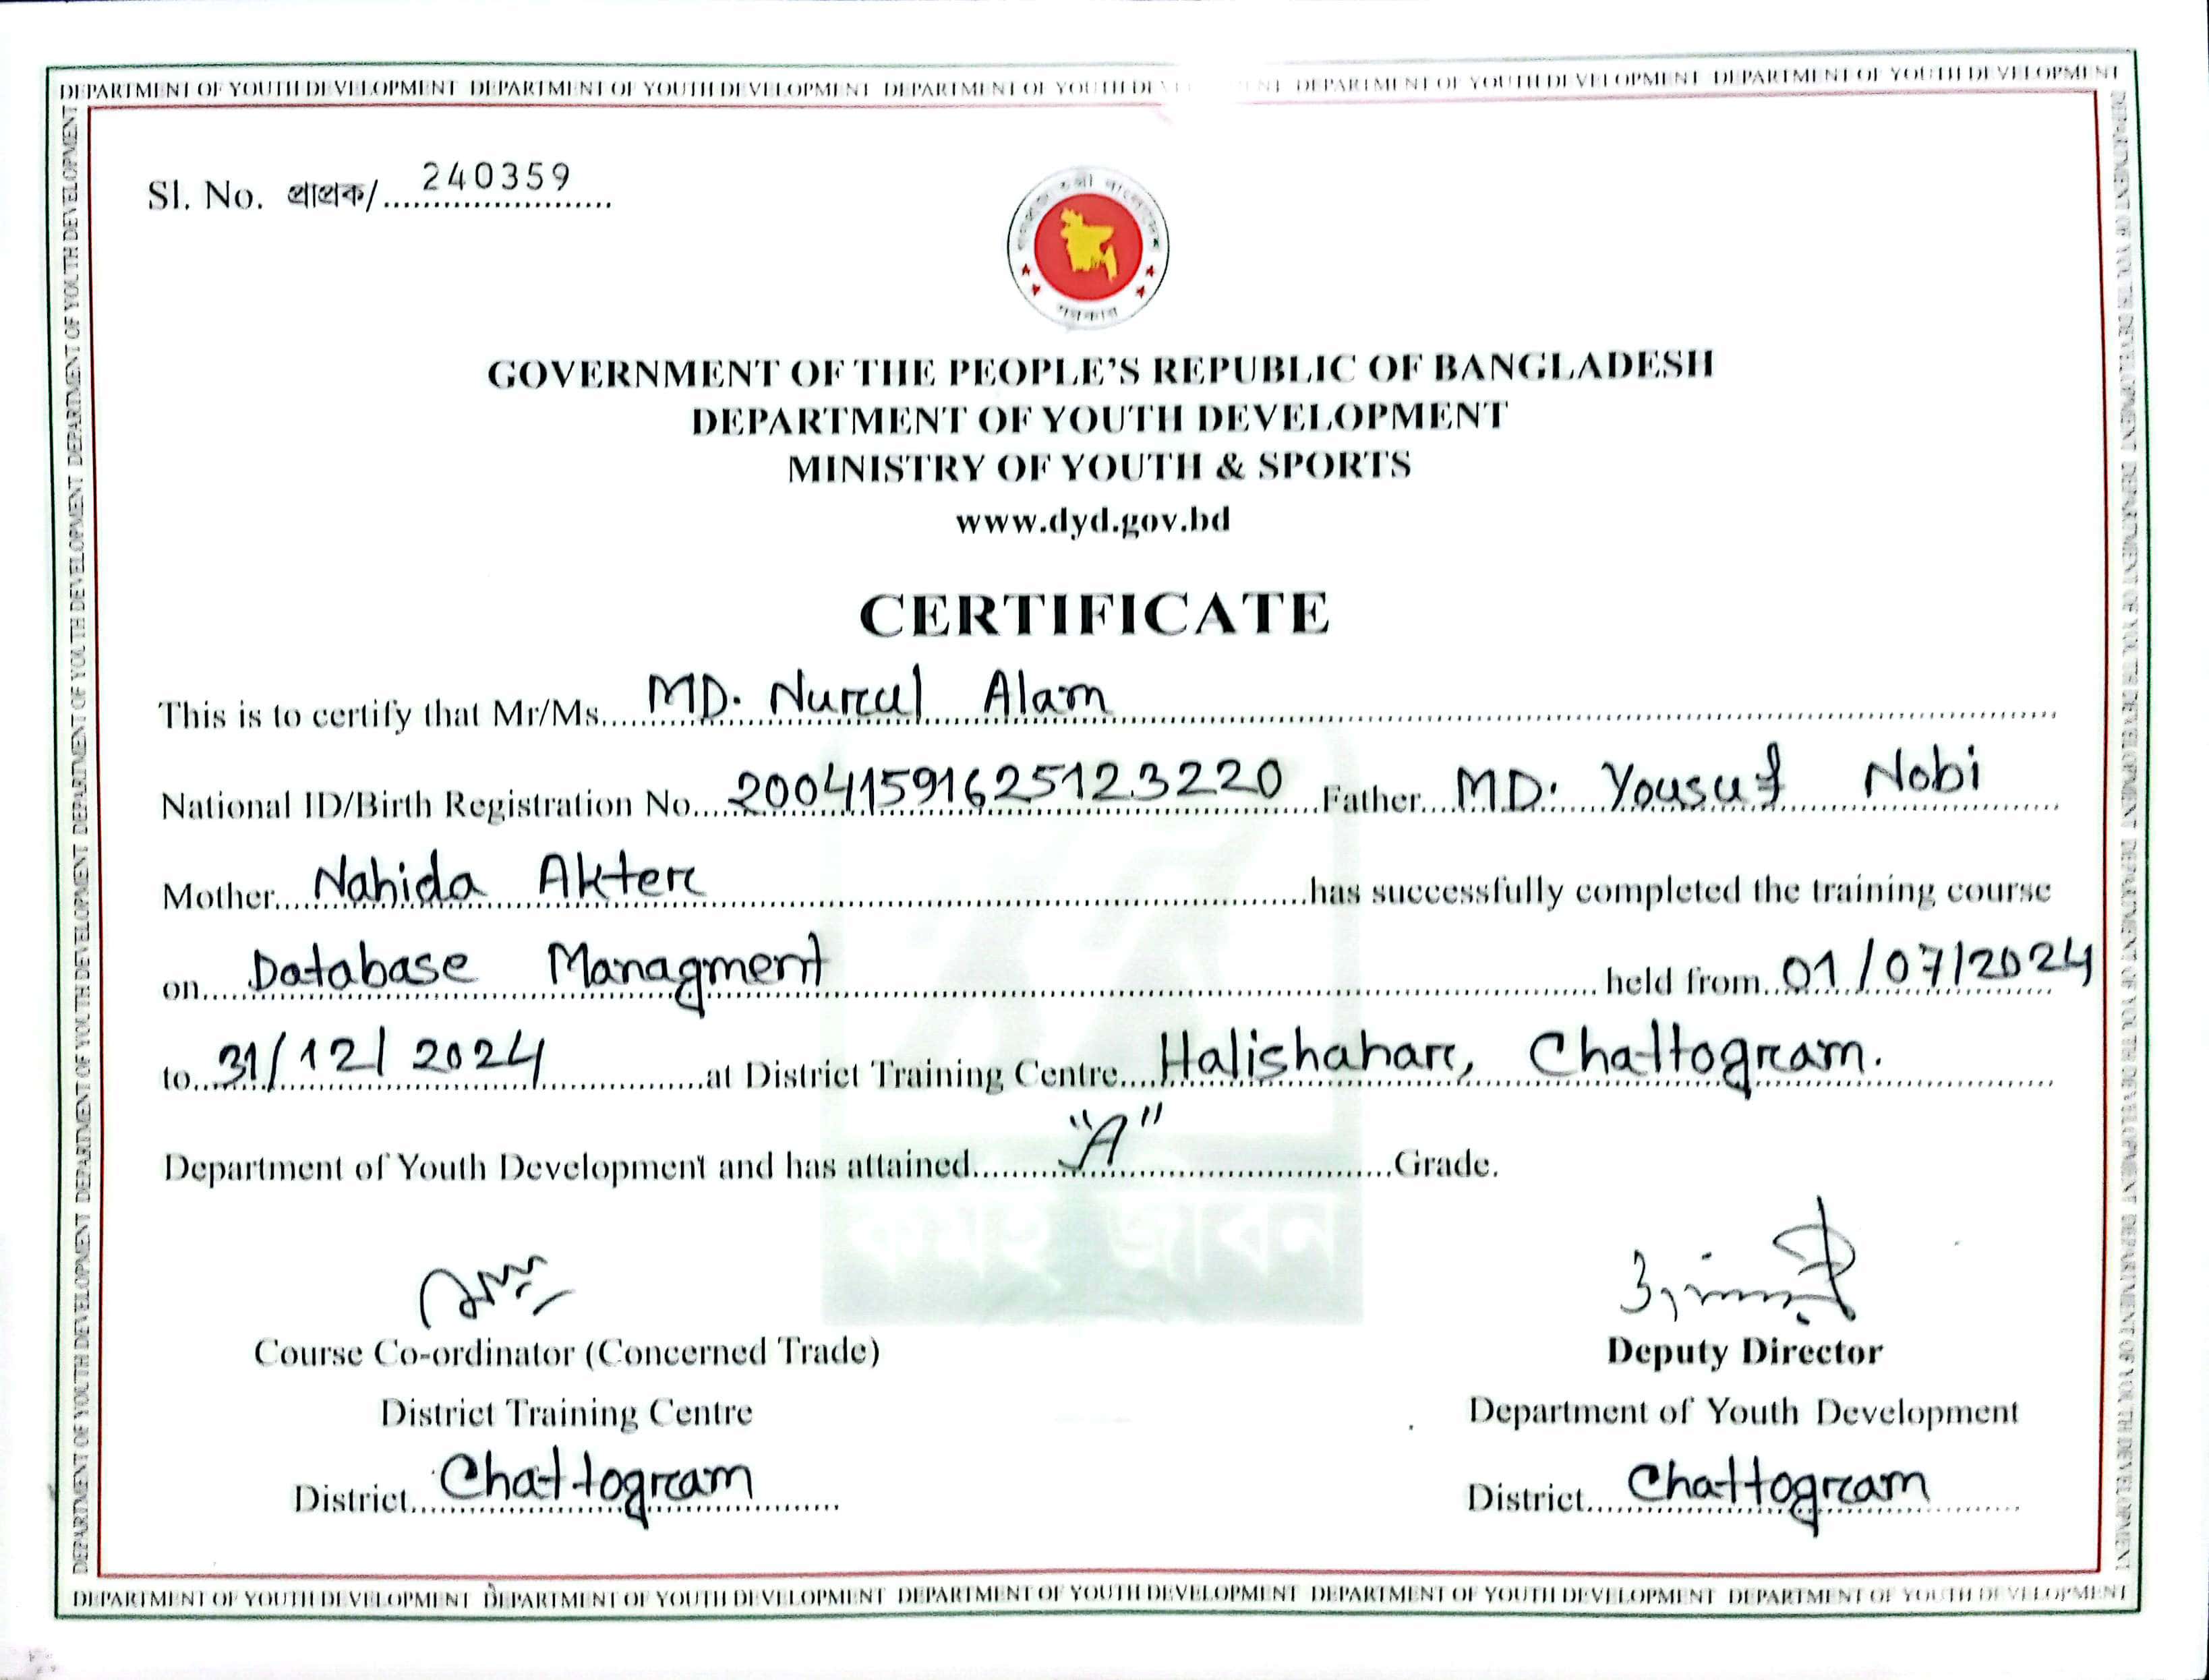 DEPARTMENT OF YOUTH DEVELOPMENT DEPARTMENT OF YOUTH DEVELOPMENT DEPARTMENT OF YOUTH DEPARTMENT OF YOUTH DEVELOPMENT DEPARTMENT OF YOUTH DEVELOPMENT
Sl. No. প্রাপ্রক/ 240359
GOVERNMENT OF THE PEOPLE'S REPUBLIC OF BANGLADESH
DEPARTMENT OF YOUTH DEVELOPMENT
MINISTRY OF YOUTH & SPORTS
www.dyd.gov.bd
CERTIFICATE
This is to certify that Mr/Ms. MD. Nurul Alam
National ID/Birth Registration No. 20041591625123220 Father MD. Yousuf Nobi
Mother Nahida Akter has successfully completed the training course
on Database Managment held from 01/07/2024
to 31/12/2024 at District Training Centre Halishahar, Chattogram.
Department of Youth Development and has attained "A" Grade.
কর্মই জীবন
Course Co-ordinator (Concerned Trade)
District Training Centre
District Chattogram
Deputy Director
Department of Youth Development
District Chattogram
DEPARTMENT OF YOUTH DEVELOPMENT DEPARTMENT OF YOUTH DEVELOPMENT DEPARTMENT OF YOUTH DEVELOPMENT DEPARTMENT OF YOUTH DEVELOPMENT DEPARTMENT OF YOUTH DEVELOPMENT